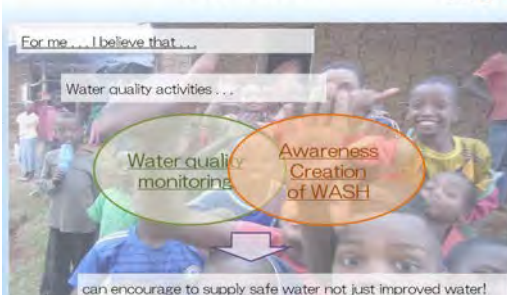 For me . . . I believe that . . .
Water quality activities . . .
Water quality
monitoring
Awareness
Creation
of WASH
can encourage to supply safe water not just improved water!